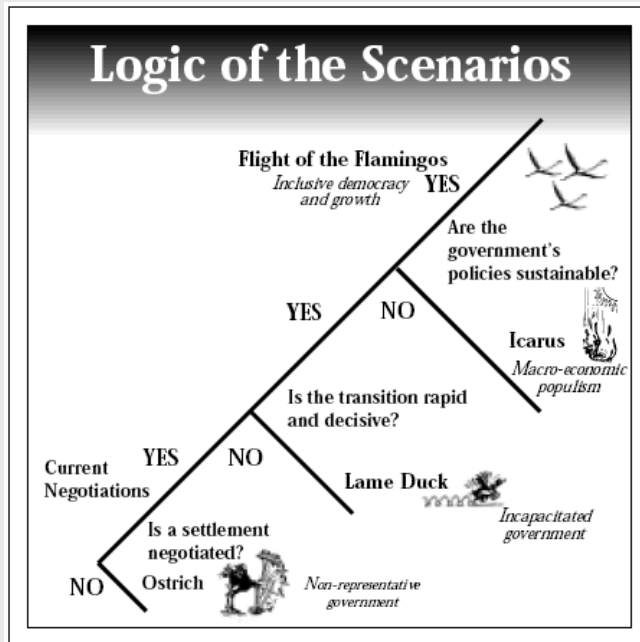 Logic of the Scenarios
Flight of the Flamingos
Inclusive democracy
and growth
YES
Are the
government's
policies sustainable?
YES
NO
Icarus
Macro-economic
populism
Is the transition rapid
and decisive?
YES
NO
Current
Negotiations
Lame Duck
Incapacitated
government
Is a settlement
negotiated?
NO
Ostrich
Non-representative
government